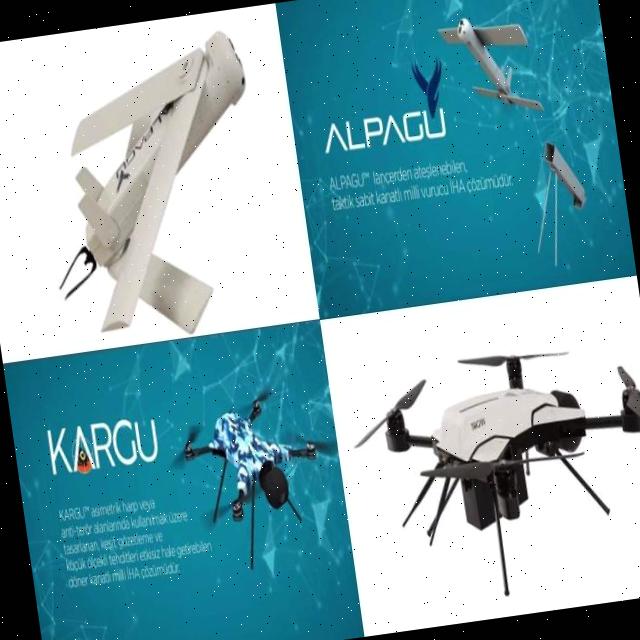 ALPAGU
ALPAGU™ lançerden ateşlenebilen,
taktik sabit kanatlı milli vurucu İHA çözümüdür.
KARGU
KARGU™ asimetrik harp veya
anti-terör alanlarında kullanılmak üzere
tasarlanan, keşif gözetleme ve
küçük ölçekli tehditleri etkisiz hale getirebilen
döner kanatlı milli İHA çözümüdür.